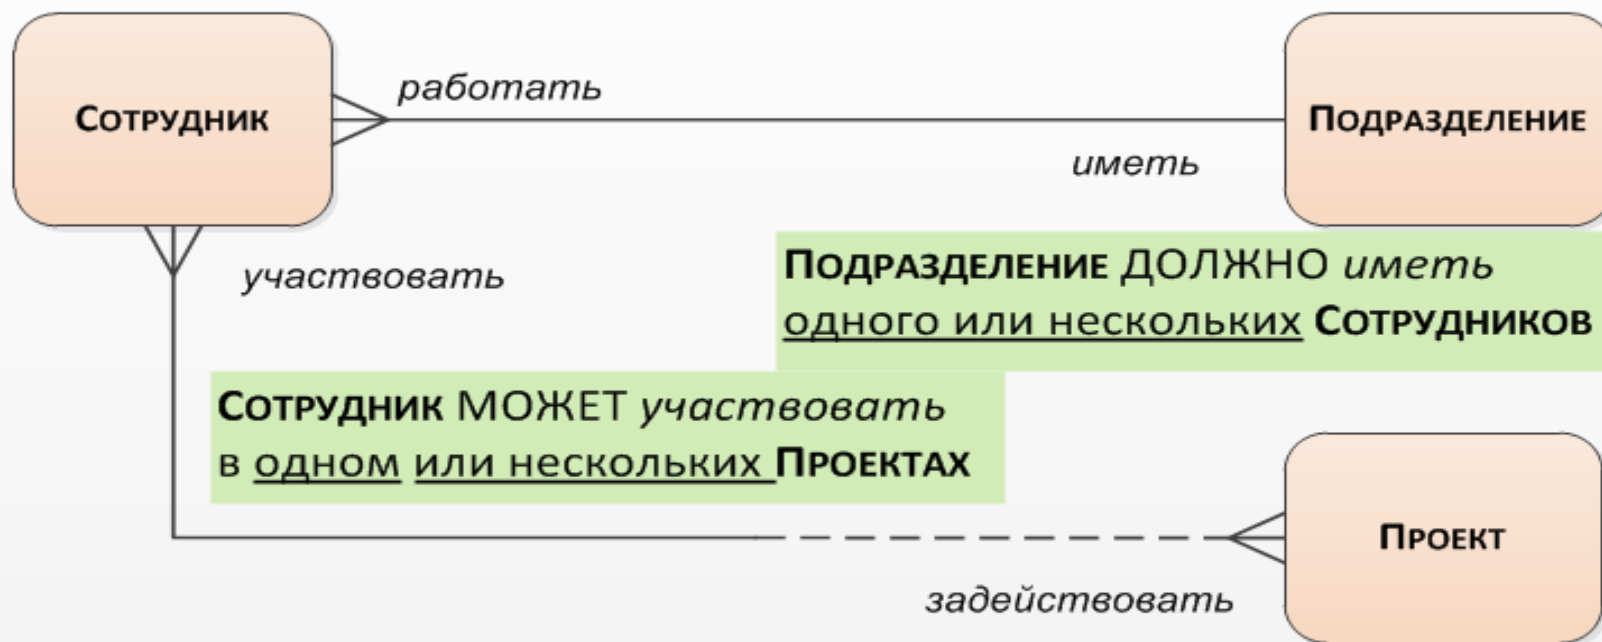 СОТРУДНИК
работать
ПОДРАЗДЕЛЕНИЕ
иметь
участвовать
ПОДРАЗДЕЛЕНИЕ ДОЛЖНО иметь
одного или нескольких СОТРУДНИКОВ
СОТРУДНИК МОЖЕТ участвовать
в одном или нескольких ПРОЕКТАХ
ПРОЕКТ
задействовать